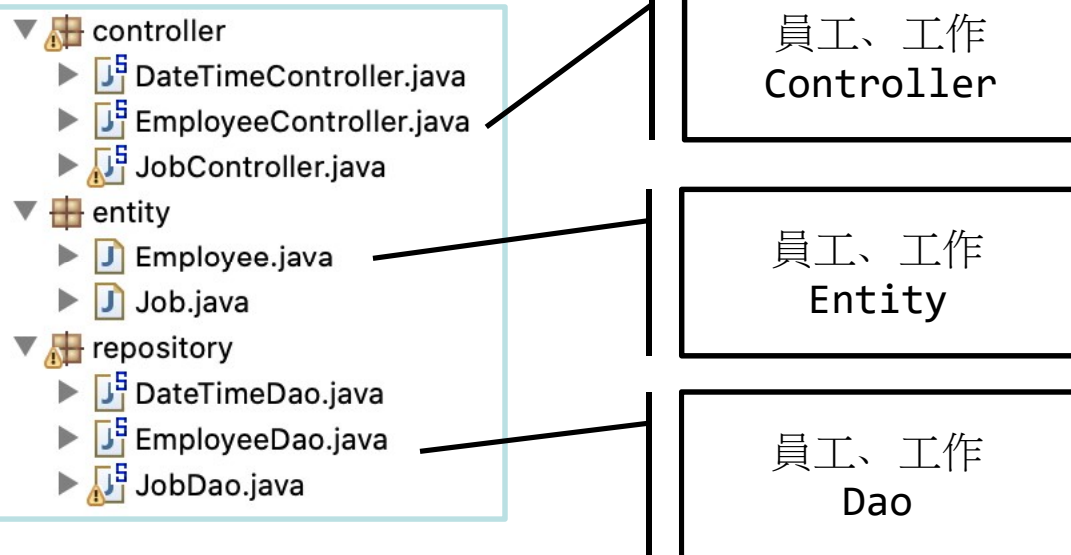 controller
DateTimeController.java
EmployeeController.java
JobController.java
entity
Employee.java
Job.java
repository
DateTimeDao.java
EmployeeDao.java
JobDao.java
員工、工作
Controller
員工、工作
Entity
員工、工作
Dao